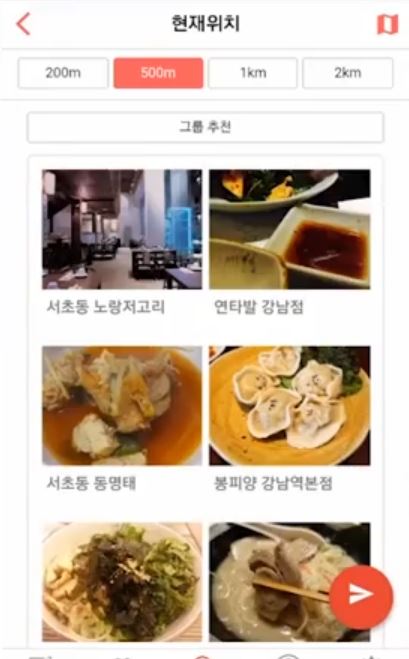 현재위치
200m 500m 1km 2km
그룹 추천
서초동 노랑저고리 연타발 강남점
서초동 동명태 봉피양 강남역본점